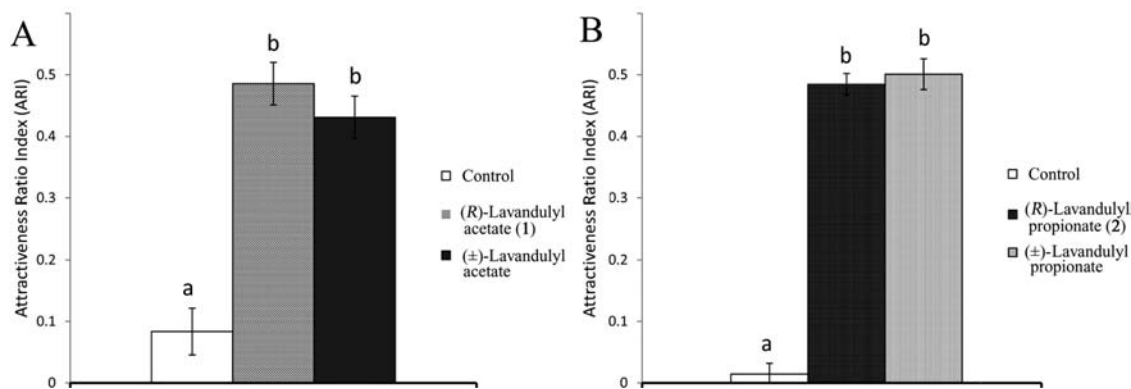 A
Attractiveness Ratio Index (ARI)
0.5
0.4
0.3
0.2
0.1
0
a
b
b
Control
(R)-Lavandulyl
acetate (1)
(±)-Lavandulyl
acetate
B
Attractiveness Ratio Index (ARI)
0.5
0.4
0.3
0.2
0.1
0
a
b
b
Control
(R)-Lavandulyl
propionate (2)
(±)-Lavandulyl
propionate